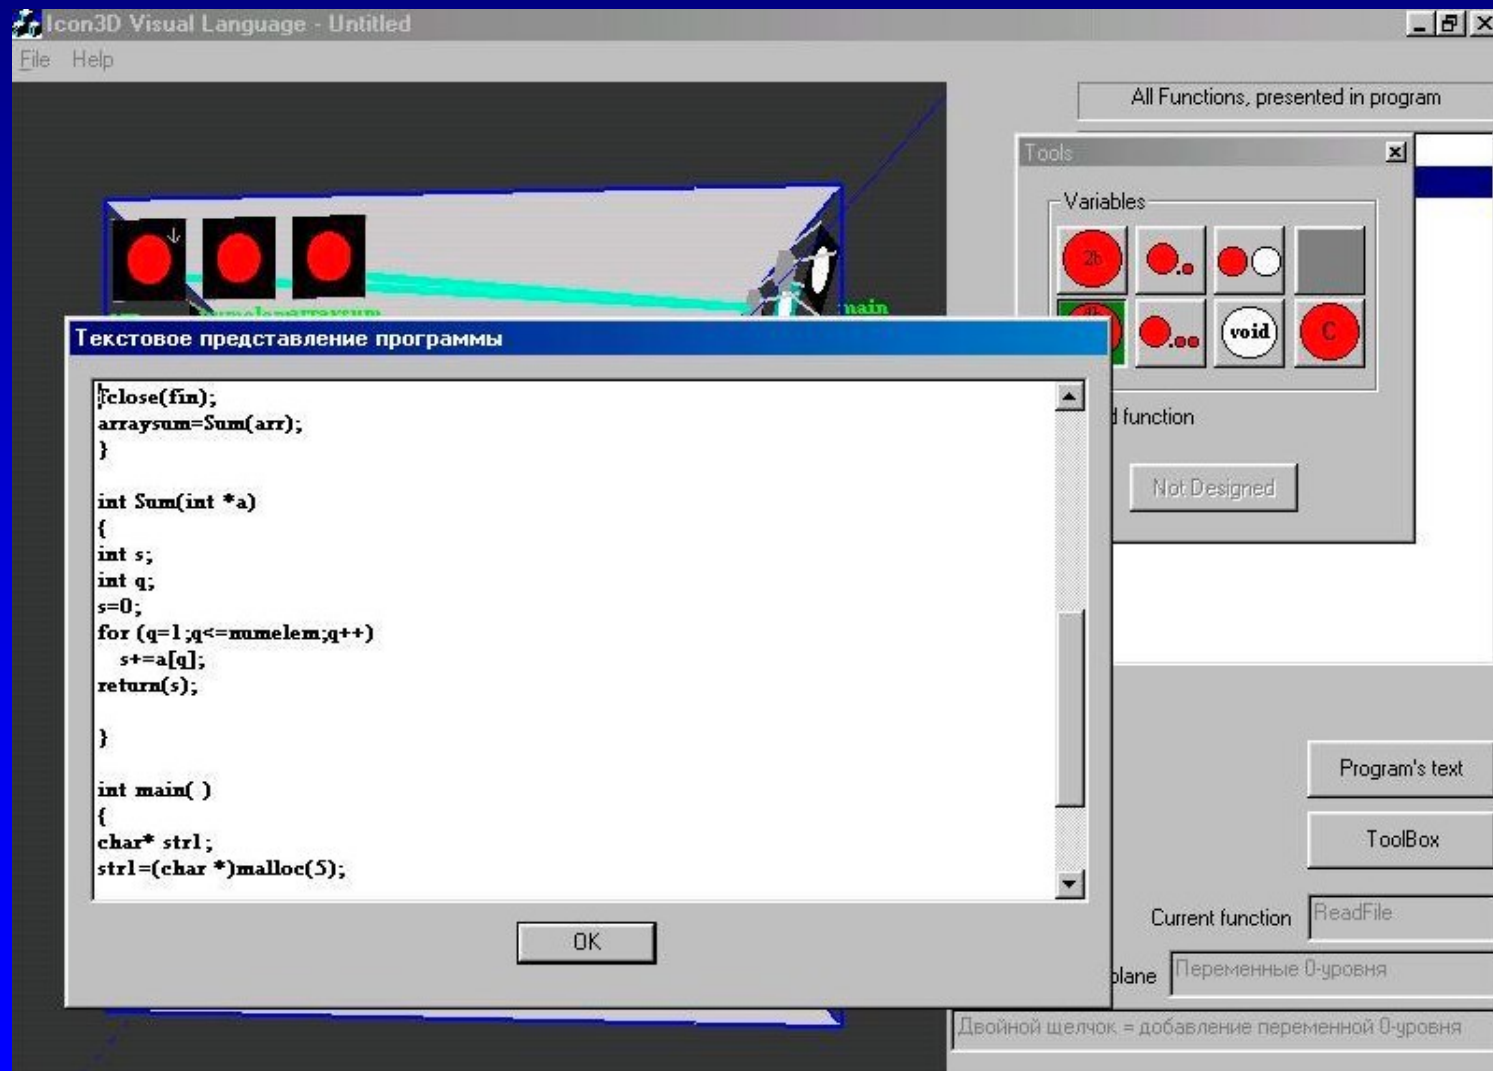 Icon3D Visual Language - Untitled
File Help
All Functions, presented in program
Tools
Variables
2b
void
C
main
Текстовое представление программы
fclose(fin);
arraysum=Sum(arr);
}
int Sum(int *a)
{
int s;
int q;
s=0;
for (q=1;q<=numelem;q++)
s+=a[q];
return(s);
}
int main( )
{
char* str1;
str1=(char *)malloc(5);
OK
function
Not Designed
Program's text
ToolBox
Current function ReadFile
plane Переменные 0-уровня
Двойной щелчок = добавление переменной 0-уровня